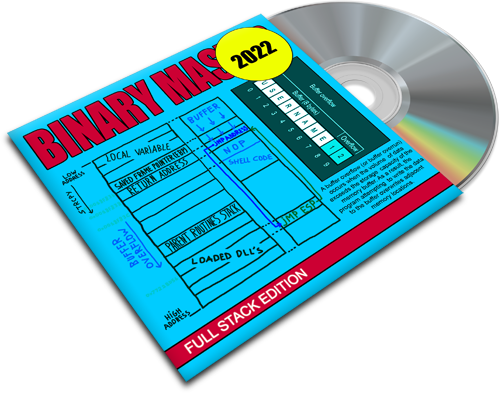 BINARY MAS
2022
BUFFER
LOCAL VARIABLE
SAVED FRAME POINTER (EBP)
RETURN ADDRESS
NOP
SHELL CODE
JMP ESP
PARENT ROUTINES STACK
LOADED DLL's
LOW
ADDRESS
BUFFER
OVERFLOW
HIGH
ADDRESS
Buffer overflow
Buffer (8 bytes)
Overflow
U S E R N A M E 1 2
0 1 2 3 4 5 6 7 8 9
A buffer overflow (or buffer overrun)
occurs when the volume of data
exceeds the storage capacity of the
memory buffer. As a result, the
program attempting to write the data
to the buffer overwrites adjacent
memory locations.
FULL STACK EDITION